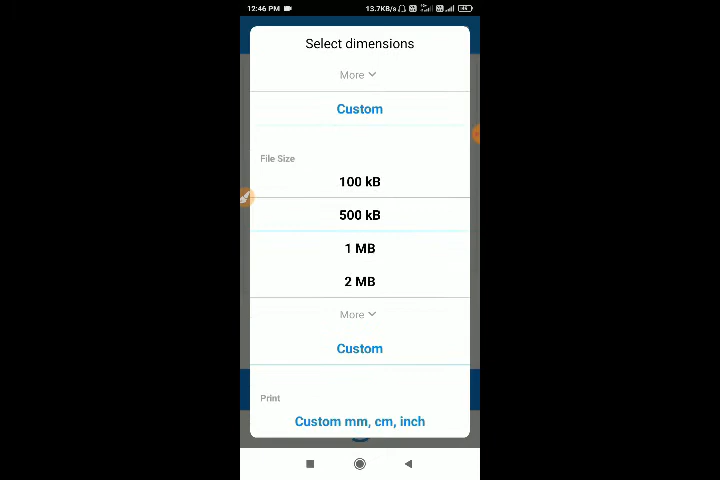 12:46 PM
13.7KB/s
Select dimensions
More
Custom
File Size
100 kB
500 kB
1 MB
2 MB
More
Custom
Print
Custom mm, cm, inch